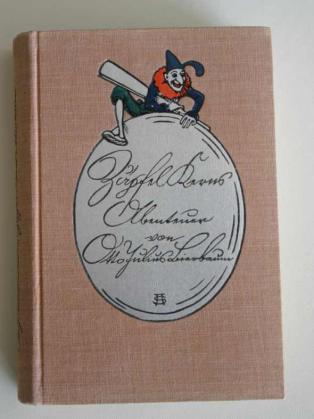 Zäpfel Kerns
Abenteuer
von
Otto Julius Bierbaum